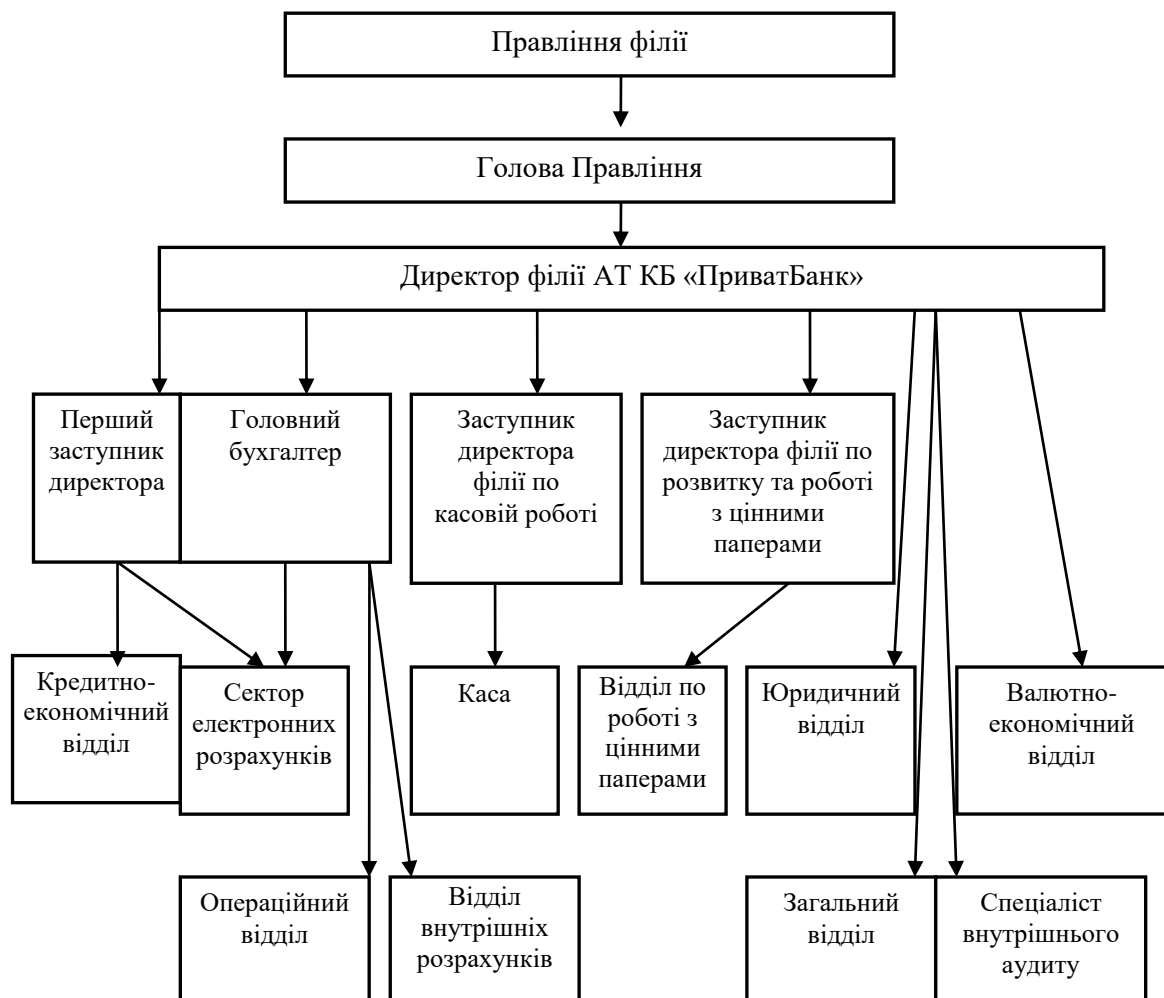 Правління філії
Голова Правління
Директор філії АТ КБ «ПриватБанк»
Перший
заступник
директора
Головний
бухгалтер
Заступник
директора
філії по
касовій роботі
Заступник
директора філії по
розвитку та роботі
з цінними
паперами
Кредитно-
економічний
відділ
Сектор
електронних
розрахунків
Каса
Відділ по
роботі з
цінними
паперами
Юридичний
відділ
Валютно-
економічний
відділ
Операційний
відділ
Відділ
внутрішніх
розрахунків
Загальний
відділ
Спеціаліст
внутрішнього
аудиту